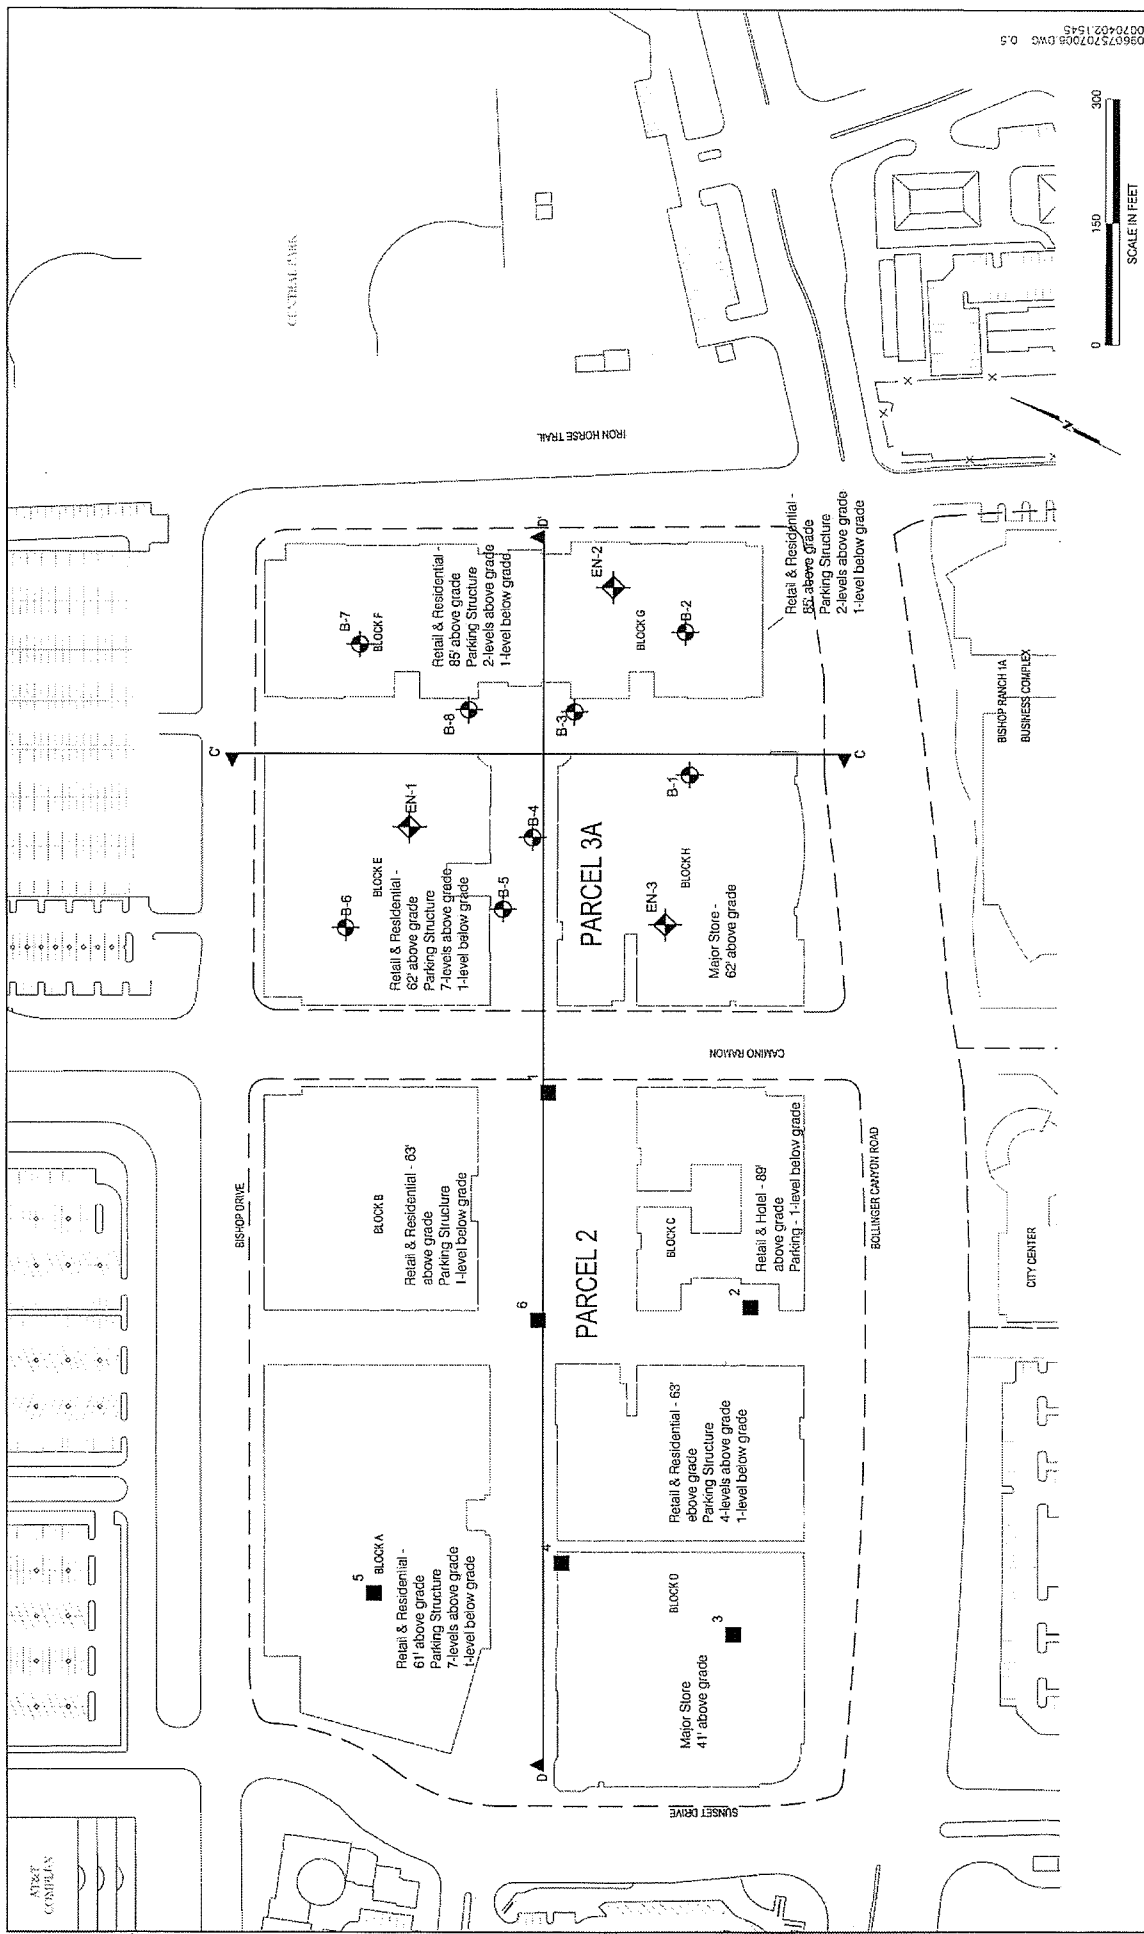 AT&T
COMPLEX
CENTRAL PARK
BISHOP DRIVE
5
BLOCK A
Retail & Residential -
61' above grade
Parking Structure
7-levels above grade
1-level below grade
BLOCK B
Retail & Residential - 63'
above grade
Parking Structure
1-level below grade
B-6
BLOCK E
EN-1
Retail & Residential -
62' above grade
Parking Structure
7-levels above grade
1-level below grade
B-5
B-4
C'
B-7
BLOCK F
B-8
Retail & Residential -
85' above grade
Parking Structure
2-levels above grade
1-level below grade
D
4
6
1
D'
IRON HORSE TRAIL
PARCEL 2
PARCEL 3A
SUNSET DRIVE
Major Store
41' above grade
3
BLOCK D
Retail & Residential - 63'
ebove grade
Parking Structure
4-levels above grade
1-level below grade
2
BLOCK C
Retail & Hotel - 89'
above grade
Parking - 1-level below grade
CAMINO RAMON
EN-3
BLOCK H
Major Store -
62' above grade
B-1
C
B-3
EN-2
BLOCK G
B-2
Retail & Residential -
85' above grade
Parking Structure
2-levels above grade
1-level below grade
BOLLINGER CANYON ROAD
CITY CENTER
BISHOP RANCH 1A
BUSINESS COMPLEX
N
0 150 300
SCALE IN FEET